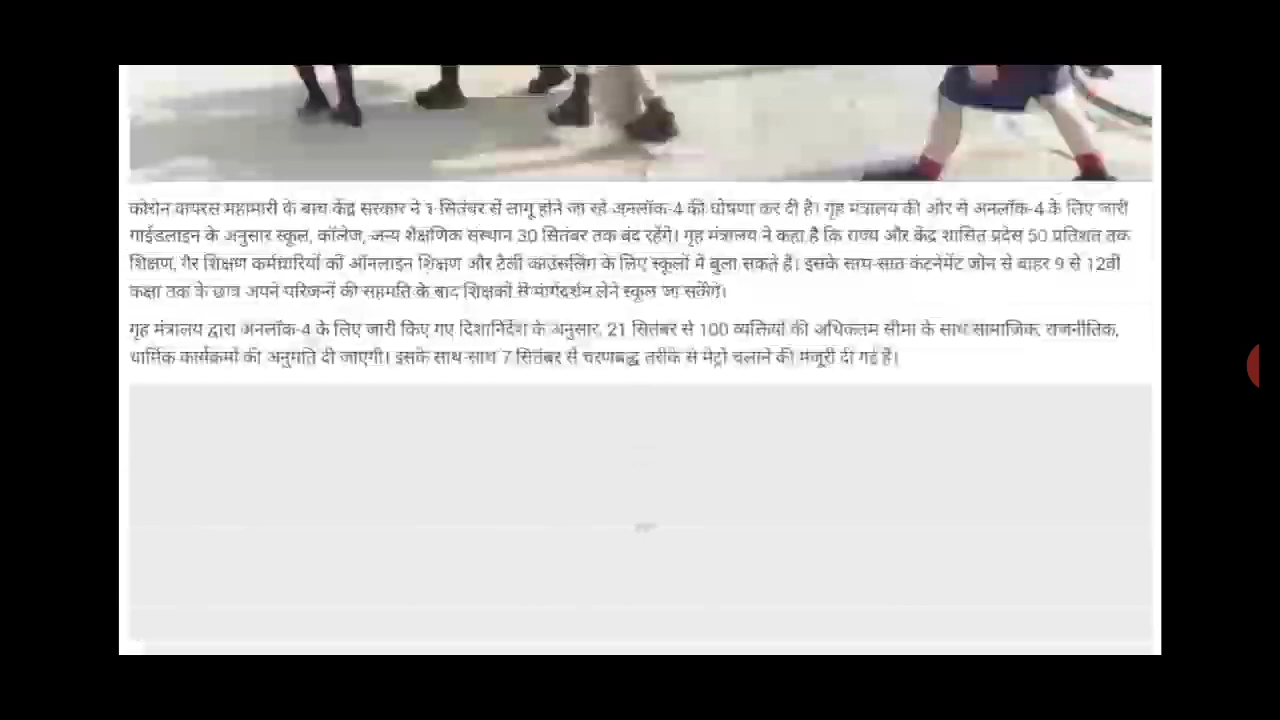 कोरोन वायरस महामारी के बीच केंद्र सरकार ने 1 सितंबर से लागू होने जा रहे अनलॉक-4 की घोषणा कर दी है। गृह मंत्रालय की ओर से अनलॉक-4 के लिए जारी
गाईडलाइन के अनुसार स्कूल, कॉलेज, अन्य शैक्षणिक संस्थान 30 सितंबर तक बंद रहेंगे। गृह मंत्रालय ने कहा है कि राज्य और केंद्र शासित प्रदेश 50 प्रतिशत तक
शिक्षण, गैर शिक्षण कर्मचारियों को ऑनलाइन शिक्षण और टैली काउंसलिंग के लिए स्कूलों में बुला सकते हैं। इसके साथ-साथ कंटेनमेंट जोन से बाहर 9 से 12वीं
कक्षा तक के छात्र अपने परिजनों की सहमति के बाद शिक्षकों से मार्गदर्शन लेने स्कूल जा सकेंगे।
गृह मंत्रालय द्वारा अनलॉक-4 के लिए जारी किए गए दिशानिर्देश के अनुसार, 21 सितंबर से 100 व्यक्तियों की अधिकतम सीमा के साथ सामाजिक, राजनीतिक,
धार्मिक कार्यक्रमों की अनुमति दी जाएगी। इसके साथ-साथ 7 सितंबर से चरणबद्ध तरीके से मेट्रो चलाने की मंजूरी दी गई है।